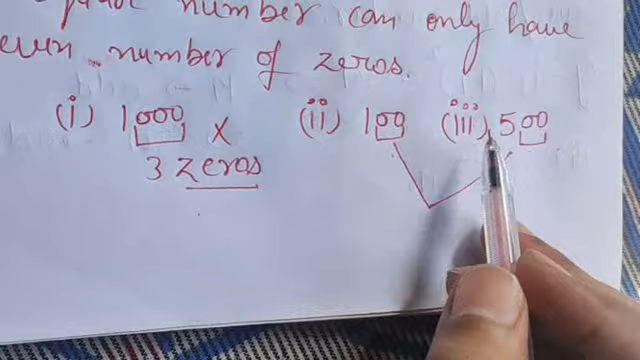 number can only have
even number of zeros.
(i) 1000 X (ii) 100 (iii) 500
3 zeros